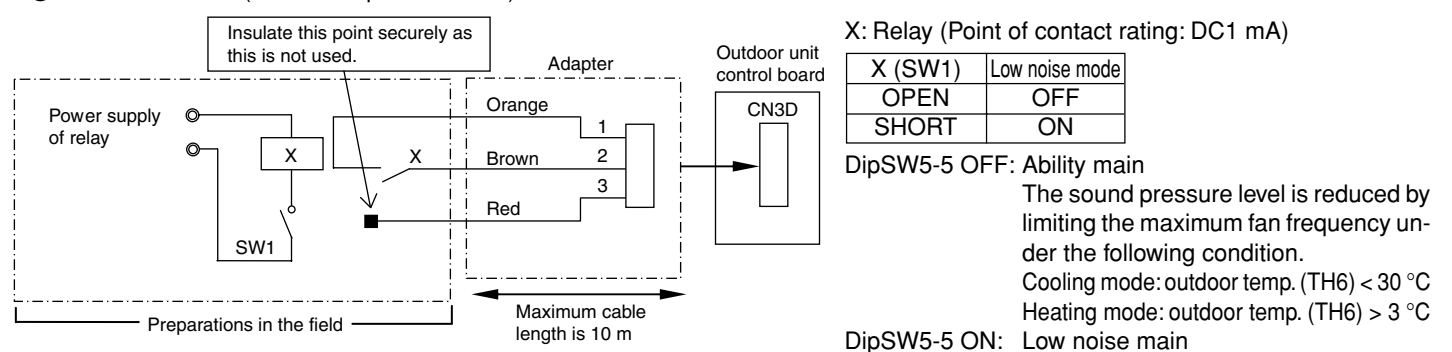 Insulate this point securely as
this is not used.
Adapter
Outdoor unit
control board
Power supply
of relay
X
SW1
X
Orange
1
Brown
2
3
Red
CN3D
Preparations in the field
Maximum cable
length is 10 m
X: Relay (Point of contact rating: DC1 mA)
X (SW1) Low noise mode
OPEN OFF
SHORT ON
DipSW5-5 OFF: Ability main
The sound pressure level is reduced by
limiting the maximum fan frequency un-
der the following condition.
Cooling mode: outdoor temp. (TH6) < 30 °C
Heating mode: outdoor temp. (TH6) > 3 °C
DipSW5-5 ON: Low noise main